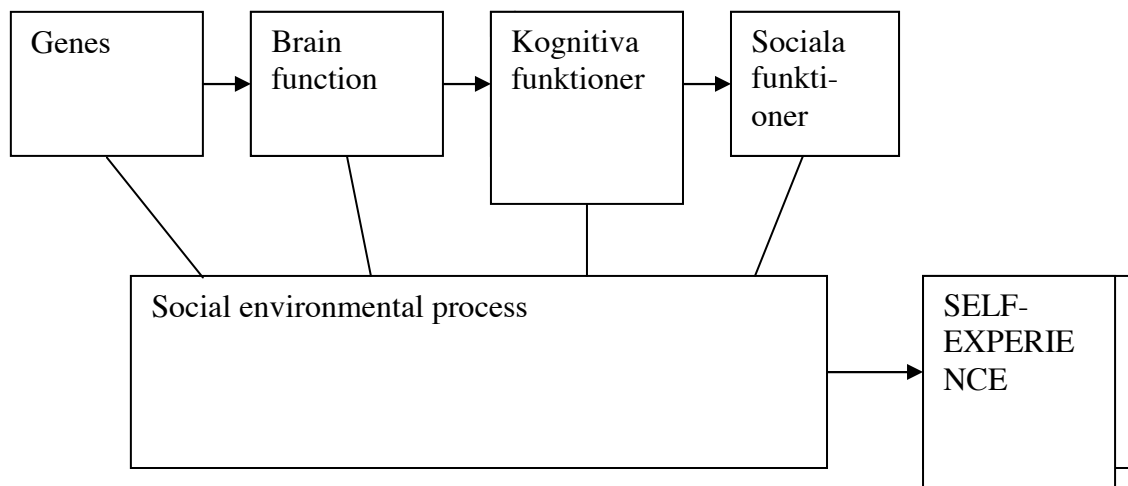 Genes
Brain
function
Kognitiva
funktioner
Sociala
funkti-
oner
Social environmental process
SELF-
EXPERIE
NCE